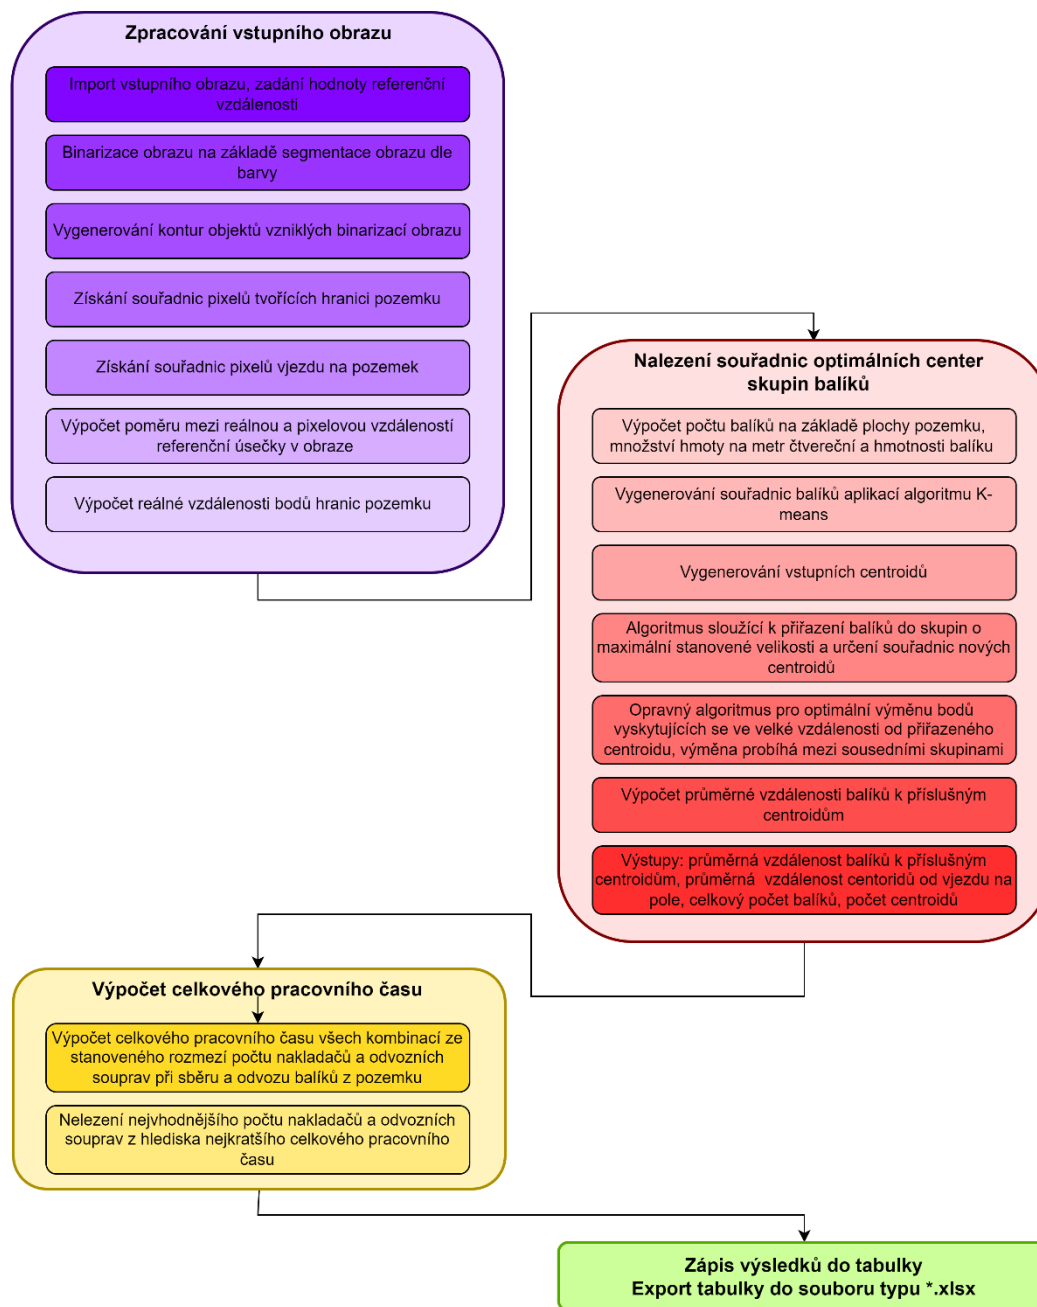 Zpracování vstupního obrazu
Import vstupního obrazu, zadání hodnoty referenční
vzdálenosti
Binarizace obrazu na základě segmentace obrazu dle
barvy
Vygenerování kontur objektů vzniklých binarizací obrazu
Získání souřadnic pixelů tvořících hranici pozemku
Získání souřadnic pixelů vjezdu na pozemek
Výpočet poměru mezi reálnou a pixelovou vzdáleností
referenční úsečky v obraze
Výpočet reálné vzdálenosti bodů hranic pozemku
Nalezení souřadnic optimálních center
skupin balíků
Výpočet počtu balíků na základě plochy pozemku,
množství hmoty na metr čtvereční a hmotnosti balíku
Vygenerování souřadnic balíků aplikací algoritmu K-
means
Vygenerování vstupních centroidů
Algoritmus sloužící k přiřazení balíků do skupin o
maximální stanovené velikosti a určení souřadnic nových
centroidů
Opravný algoritmus pro optimální výměnu bodů
vyskytujících se ve velké vzdálenosti od přiřazeného
centroidu, výměna probíhá mezi sousedními skupinami
Výpočet průměrné vzdálenosti balíků k příslušným
centroidům
Výstupy: průměrná vzdálenost balíků k příslušným
centroidům, průměrná vzdálenost centoridů od vjezdu na
pole, celkový počet balíků, počet centroidů
Výpočet celkového pracovního času
Výpočet celkového pracovního času všech kombinací ze
stanoveného rozmezí počtu nakladačů a odvozních
souprav při sběru a odvozu balíků z pozemku
Nelezení nejvhodnějšího počtu nakladačů a odvozních
souprav z hlediska nejkratšího celkového pracovního
času
Zápis výsledků do tabulky
Export tabulky do souboru typu *.xlsx